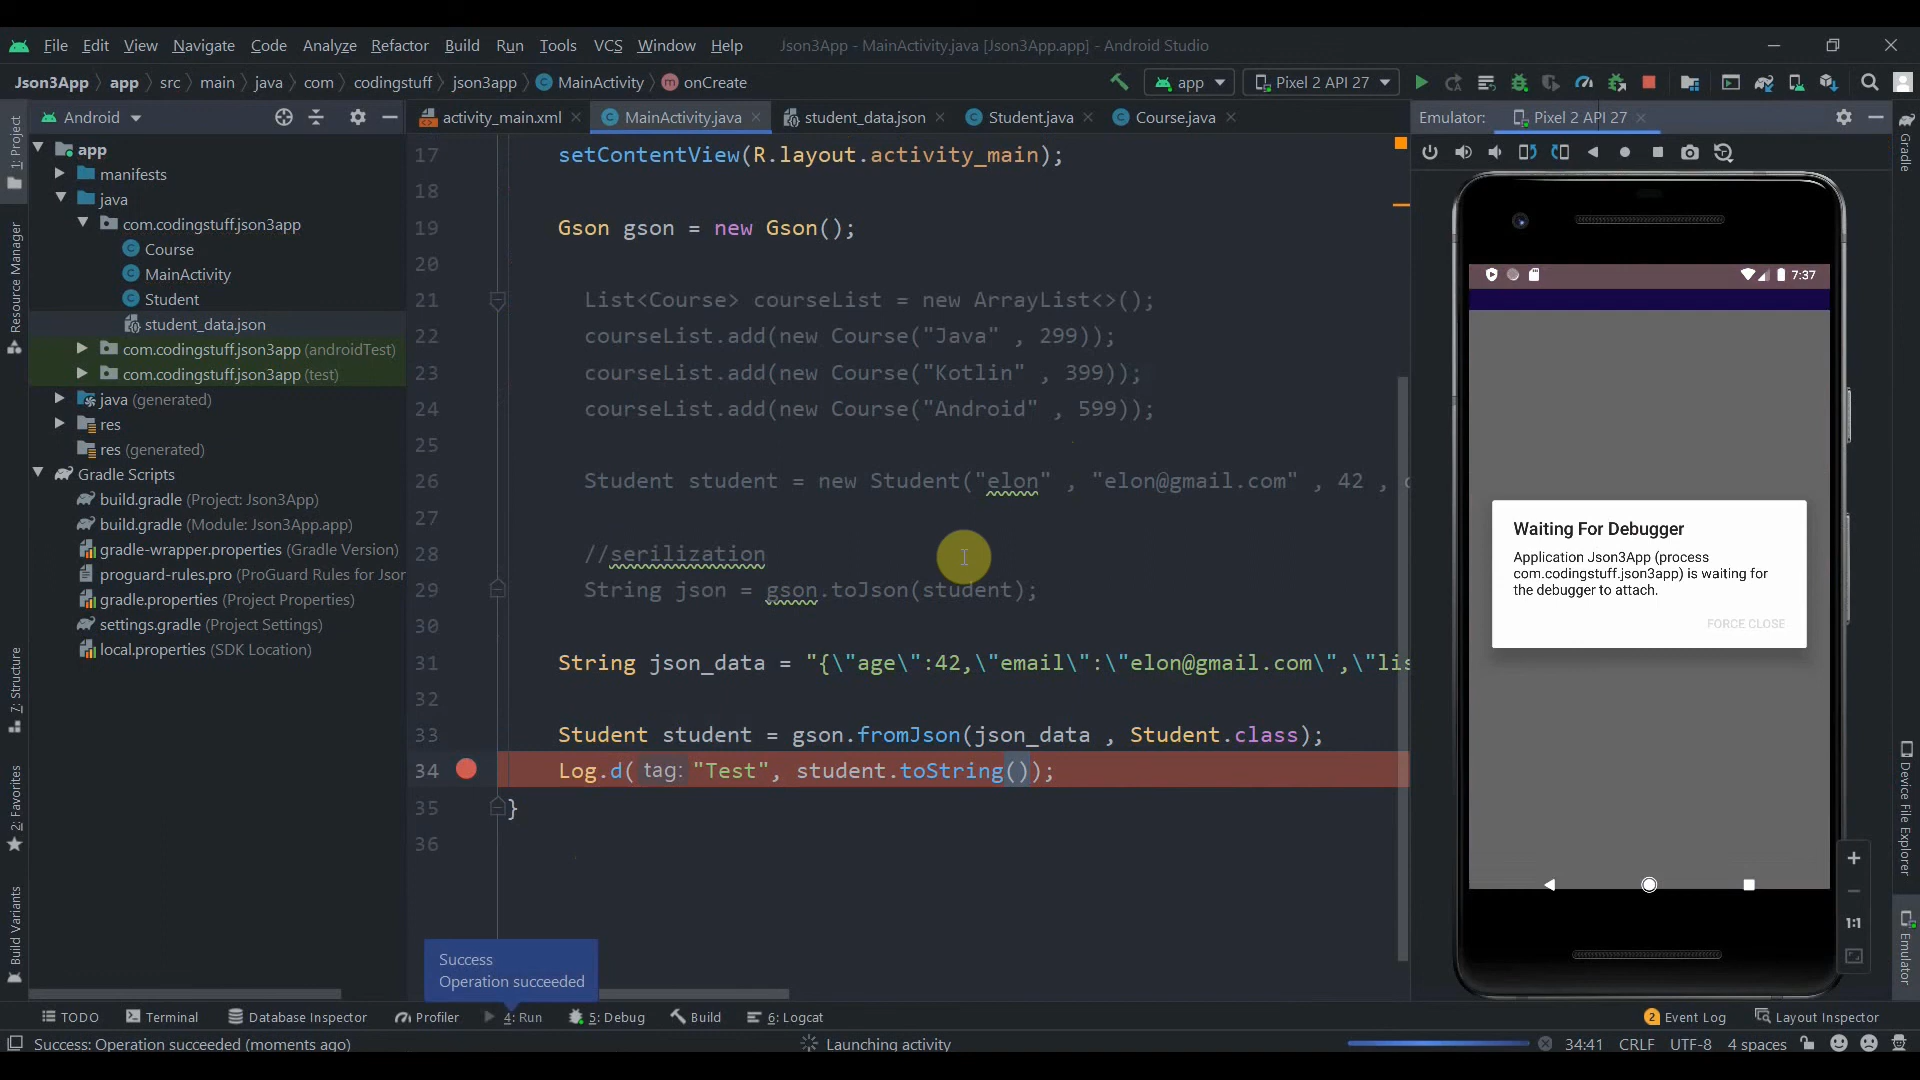 File Edit View Navigate Code Analyze Refactor Build Run Tools VCS Window Help Json3App - MainActivity.java [Json3App.app] - Android Studio
Json3App app src main java com codingstuff json3app MainActivity onCreate app Pixel 2 API 27
Android
activity_main.xml MainActivity.java student_data.json Student.java Course.java
Emulator: Pixel 2 API 27
1: Project
Resource Manager
7: Structure
2: Favorites
Build Variants
app
manifests
java
com.codingstuff.json3app
Course
MainActivity
Student
student_data.json
com.codingstuff.json3app (androidTest)
com.codingstuff.json3app (test)
java (generated)
res
res (generated)
Gradle Scripts
build.gradle (Project: Json3App)
build.gradle (Module: Json3App.app)
gradle-wrapper.properties (Gradle Version)
proguard-rules.pro (ProGuard Rules for Jsor
gradle.properties (Project Properties)
settings.gradle (Project Settings)
local.properties (SDK Location)
17 setContentView(R.layout.activity_main);
18
19 Gson gson = new Gson();
20
21 List<Course> courseList = new ArrayList<>();
22 courseList.add(new Course("Java" , 299));
23 courseList.add(new Course("Kotlin" , 399));
24 courseList.add(new Course("Android" , 599));
25
26 Student student = new Student("elon" , "elon@gmail.com" , 42 , c
27
28 //serilization
29 String json = gson.toJson(student);
30
31 String json_data = "{\"age\":42,\"email\":\"elon@gmail.com\",\"lis
32
33 Student student = gson.fromJson(json_data , Student.class);
34 Log.d( tag: "Test", student.toString());
35 }
36
7:37
Waiting For Debugger
Application Json3App (process
com.codingstuff.json3app) is waiting for
the debugger to attach.
FORCE CLOSE
1:1
Gradle
Device File Explorer
Emulator
Success
Operation succeeded
TODO Terminal Database Inspector Profiler 4: Run 5: Debug Build 6: Logcat 2 Event Log Layout Inspector
Success: Operation succeeded (moments ago) Launching activity 34:41 CRLF UTF-8 4 spaces